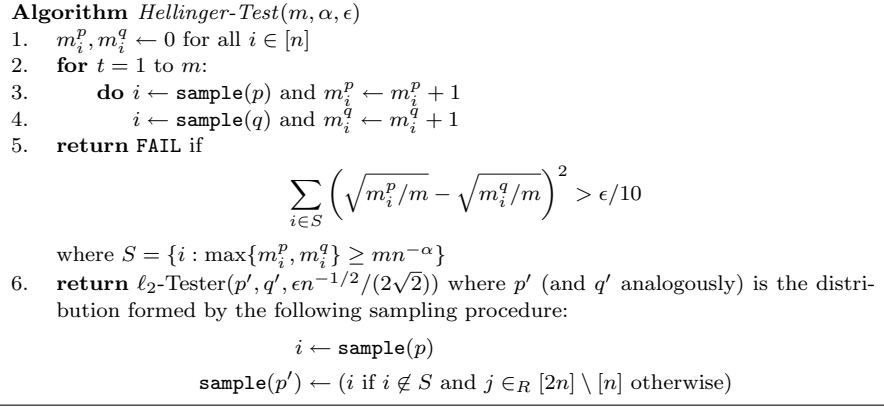 Algorithm Hellinger-Test(m, α, ϵ)
1. m_i^p, m_i^q ← 0 for all i ∈ [n]
2. for t = 1 to m:
3. do i ← sample(p) and m_i^p ← m_i^p + 1
4. i ← sample(q) and m_i^q ← m_i^q + 1
5. return FAIL if
∑_{i∈S} (√(m_i^p/m) − √(m_i^q/m))^2 > ϵ/10
where S = {i : max{m_i^p, m_i^q} ≥ mn^{−α}}
6. return ℓ_2-Tester(p′, q′, ϵn^{−1/2}/(2√2)) where p′ (and q′ analogously) is the distri-
bution formed by the following sampling procedure:
i ← sample(p)
sample(p′) ← (i if i ∉ S and j ∈_R [2n] \ [n] otherwise)